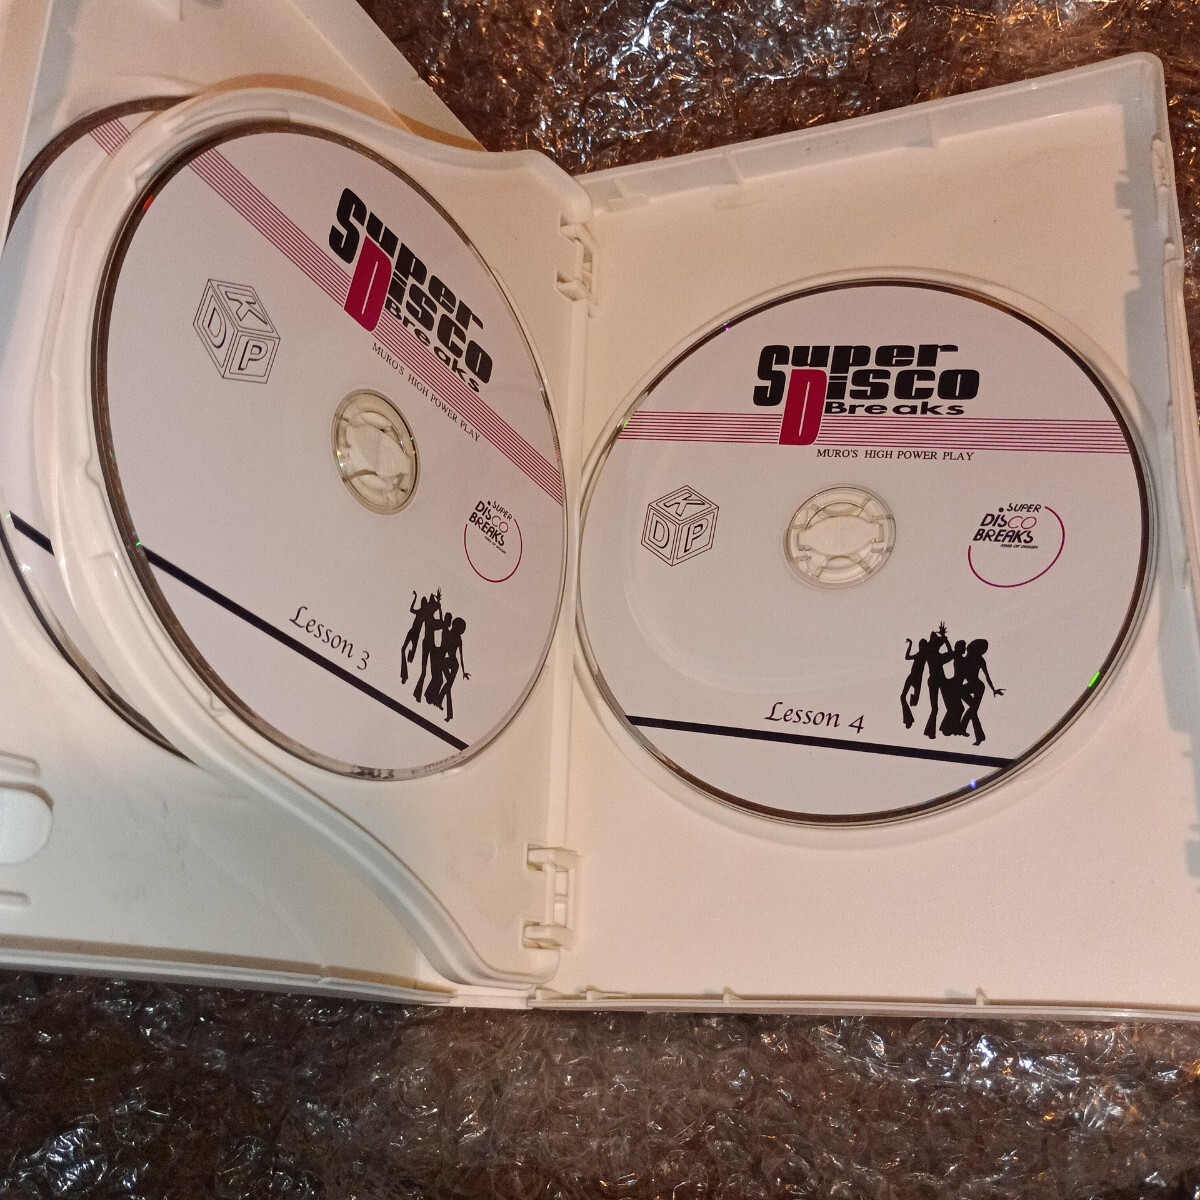 Super
Disco
Breaks
MURO'S HIGH POWER PLAY
K
D P
SUPER
DISCO
BREAKS
Lesson 3
Super
Disco
Breaks
MURO'S HIGH POWER PLAY
K
D P
SUPER
DISCO
BREAKS
Lesson 4